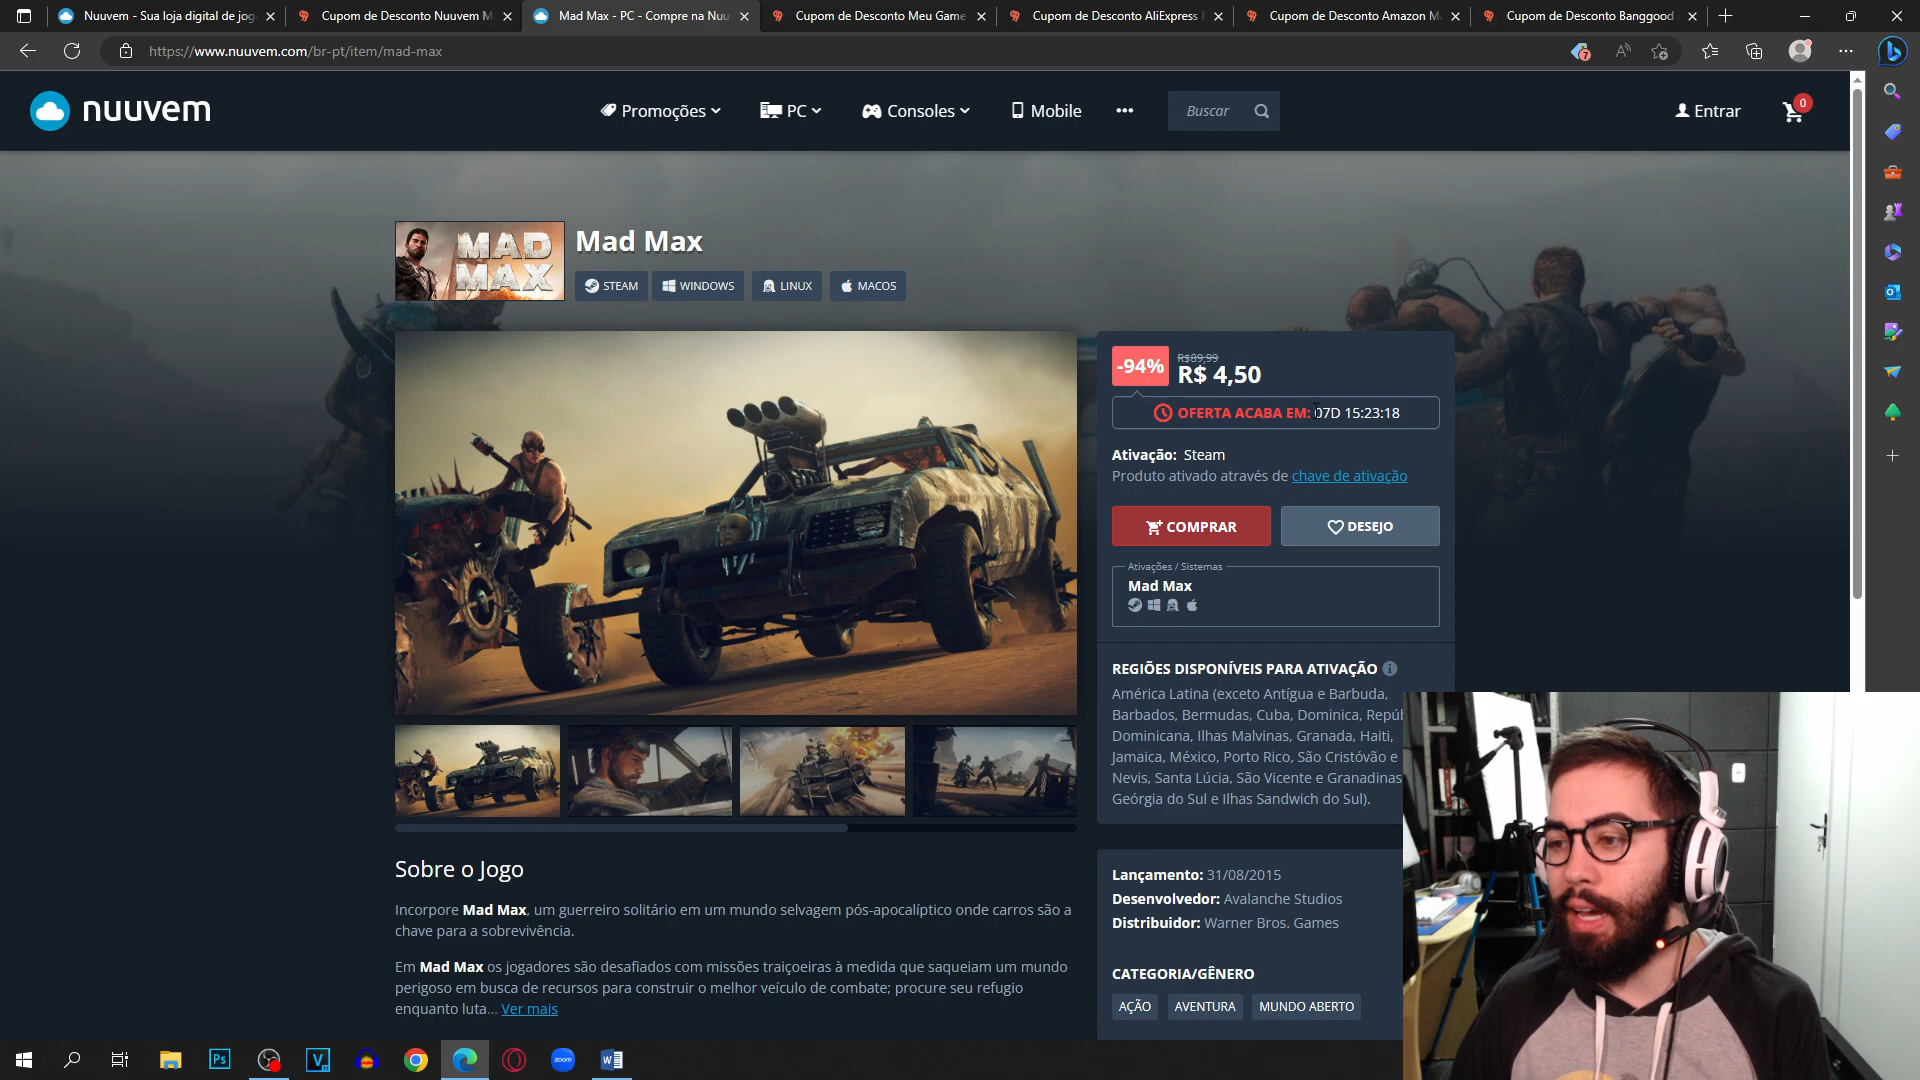 Nuuvem - Sua loja digital de jog
Cupom de Desconto Nuuvem M
Mad Max - PC - Compre na Nuu
Cupom de Desconto Meu Game
Cupom de Desconto AliExpress
Cupom de Desconto Amazon M
Cupom de Desconto Banggood
https://www.nuuvem.com/br-pt/item/mad-max
7
nuuvem
Promoções
PC
Consoles
Mobile
•••
Buscar
Entrar
0
MAD MAX
Mad Max
STEAM
WINDOWS
LINUX
MACOS
-94%
R$89,99
R$ 4,50
OFERTA ACABA EM: 07D 15:23:18
Ativação: Steam
Produto ativado através de chave de ativação
COMPRAR
DESEJO
Ativações / Sistemas
Mad Max
REGIÕES DISPONÍVEIS PARA ATIVAÇÃO
América Latina (exceto Antígua e Barbuda,
Barbados, Bermudas, Cuba, Dominica, Repúb
Dominicana, Ilhas Malvinas, Granada, Haiti,
Jamaica, México, Porto Rico, São Cristóvão e
Nevis, Santa Lúcia, São Vicente e Granadinas
Geórgia do Sul e Ilhas Sandwich do Sul).
Sobre o Jogo
Incorpore Mad Max, um guerreiro solitário em um mundo selvagem pós-apocalíptico onde carros são a
chave para a sobrevivência.
Em Mad Max os jogadores são desafiados com missões traiçoeiras à medida que saqueiam um mundo
perigoso em busca de recursos para construir o melhor veículo de combate; procure seu refugio
enquanto luta... Ver mais
Lançamento: 31/08/2015
Desenvolvedor: Avalanche Studios
Distribuidor: Warner Bros. Games
CATEGORIA/GÊNERO
AÇÃO
AVENTURA
MUNDO ABERTO
Ps
V
zoom
W